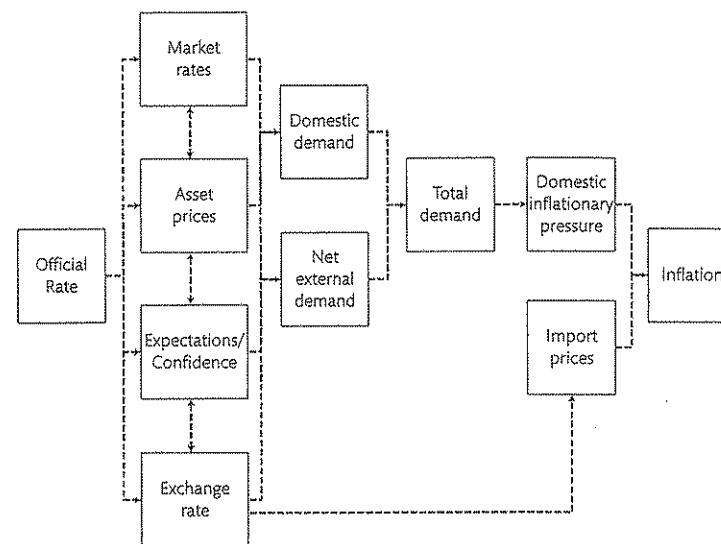 Market
rates
Domestic
demand
Asset
prices
Total
demand
Domestic
inflationary
pressure
Official
Rate
Net
external
demand
Inflation
Expectations/
Confidence
Import
prices
Exchange
rate